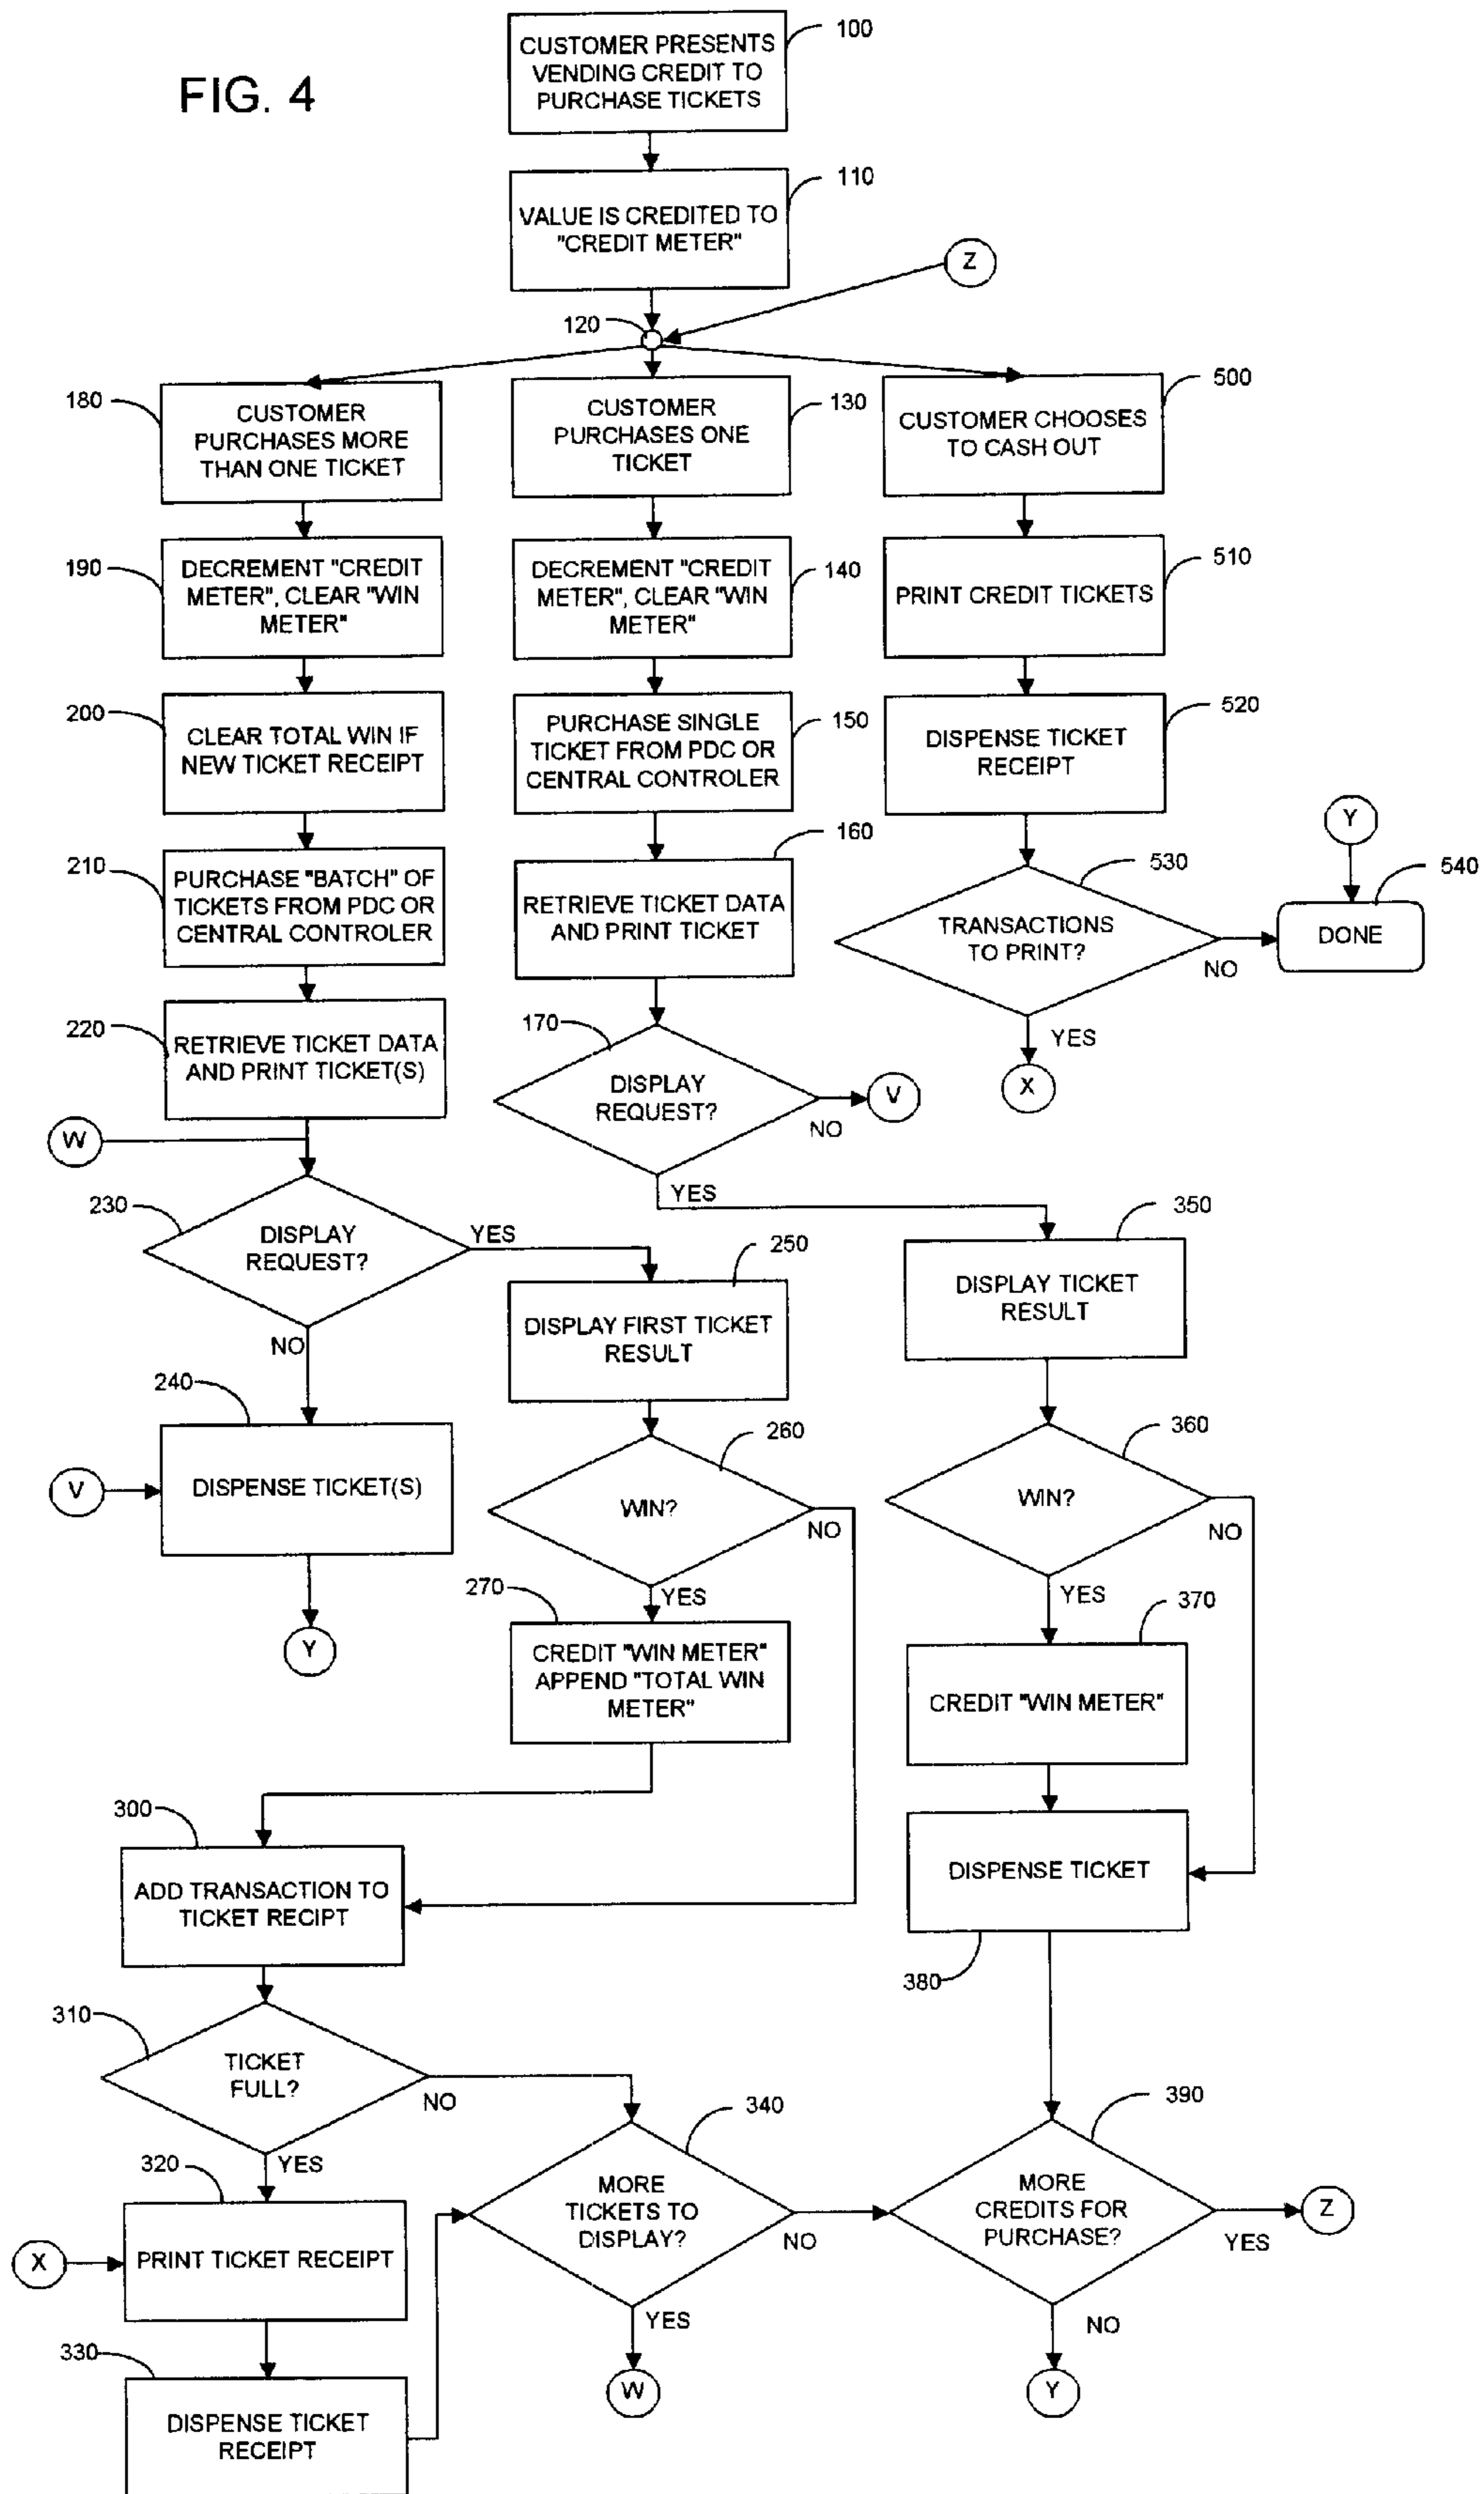 FIG. 4
100
CUSTOMER PRESENTS
VENDING CREDIT TO
PURCHASE TICKETS
110
VALUE IS CREDITED TO
"CREDIT METER"
Z
120
180
CUSTOMER
PURCHASES MORE
THAN ONE TICKET
CUSTOMER
PURCHASES ONE
TICKET
130
CUSTOMER CHOOSES
TO CASH OUT
500
190
DECREMENT "CREDIT
METER", CLEAR "WIN
METER"
DECREMENT "CREDIT
METER", CLEAR "WIN
METER"
140
PRINT CREDIT TICKETS
510
200
CLEAR TOTAL WIN IF
NEW TICKET RECEIPT
PURCHASE SINGLE
TICKET FROM PDC OR
CENTRAL CONTROLER
150
DISPENSE TICKET
RECEIPT
520
210
PURCHASE "BATCH" OF
TICKETS FROM PDC OR
CENTRAL CONTROLER
160
RETRIEVE TICKET DATA
AND PRINT TICKET
530
TRANSACTIONS
TO PRINT?
NO
YES
X
Y
540
DONE
220
RETRIEVE TICKET DATA
AND PRINT TICKET(S)
170
DISPLAY
REQUEST?
NO
V
YES
W
230
DISPLAY
REQUEST?
YES
NO
250
DISPLAY FIRST TICKET
RESULT
350
DISPLAY TICKET
RESULT
240
V
DISPENSE TICKET(S)
Y
260
WIN?
NO
YES
360
WIN?
NO
YES
270
CREDIT "WIN METER"
APPEND "TOTAL WIN
METER"
370
CREDIT "WIN METER"
300
ADD TRANSACTION TO
TICKET RECIPT
DISPENSE TICKET
380
310
TICKET
FULL?
NO
YES
340
MORE
TICKETS TO
DISPLAY?
NO
YES
W
390
MORE
CREDITS FOR
PURCHASE?
YES
Z
NO
Y
320
X
PRINT TICKET RECEIPT
330
DISPENSE TICKET
RECEIPT